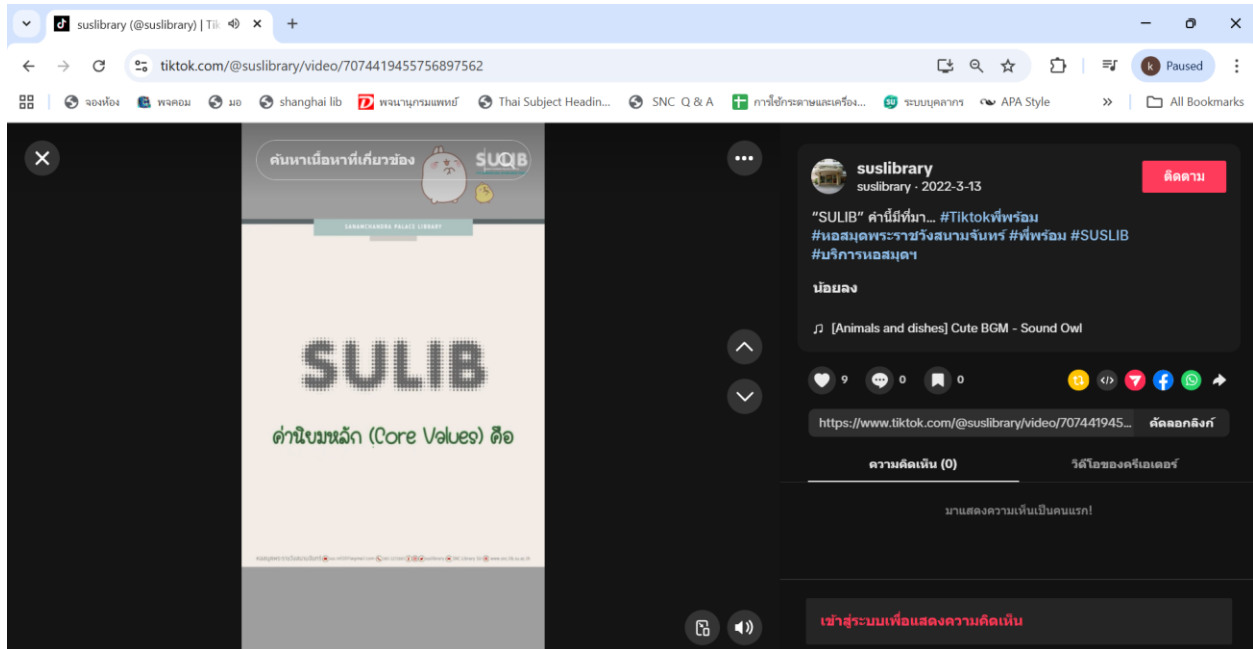 suslibrary (@suslibrary) | Tik
tiktok.com/@suslibrary/video/7074419455756897562
Paused
จองห้อง
พจคอม
มอ
shanghai lib
พจนานุกรมแพทย์
Thai Subject Headin...
SNC Q & A
การใช้กระดาษและเครื่อง...
ระบบบุคลากร
APA Style
All Bookmarks
ค้นหาเนื้อหาที่เกี่ยวข้อง
SULIB
SANAMCHANDRA PALACE LIBRARY
SULIB
ค่านิยมหลัก (Core Values) คือ
suslibrary
suslibrary · 2022-3-13
ติดตาม
“SULIB” คำนี้มีที่มา... #Tiktokพี่พร้อม
#หอสมุดพระราชวังสนามจันทร์ #พี่พร้อม #SUSLIB
#บริการหอสมุดฯ
น้อยลง
[Animals and dishes] Cute BGM - Sound Owl
9 0 0
https://www.tiktok.com/@suslibrary/video/707441945... คัดลอกลิงก์
ความคิดเห็น (0) วิดีโอของครีเอเตอร์
มาแสดงความเห็นเป็นคนแรก!
เข้าสู่ระบบเพื่อแสดงความคิดเห็น